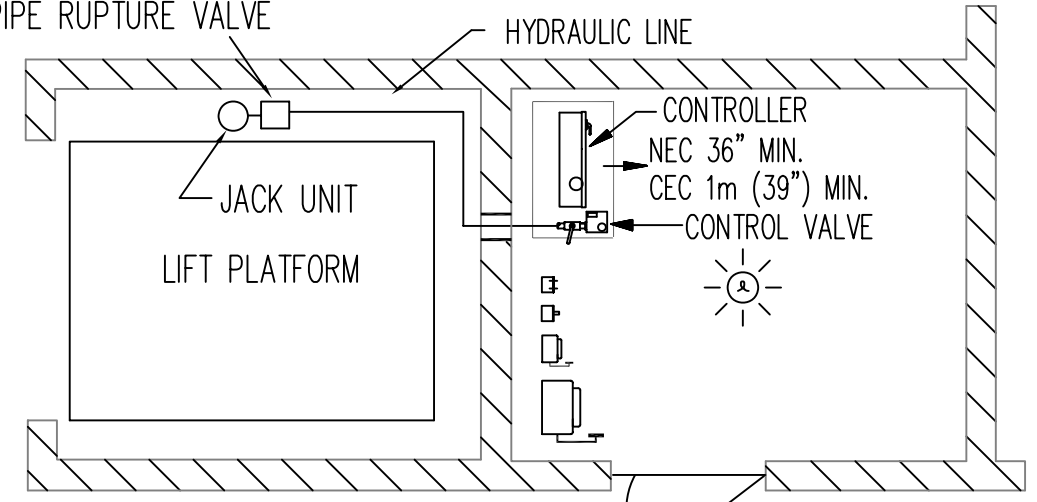 PIPE RUPTURE VALVE
HYDRAULIC LINE
CONTROLLER
NEC 36" MIN.
CEC 1m (39") MIN.
CONTROL VALVE
JACK UNIT
LIFT PLATFORM